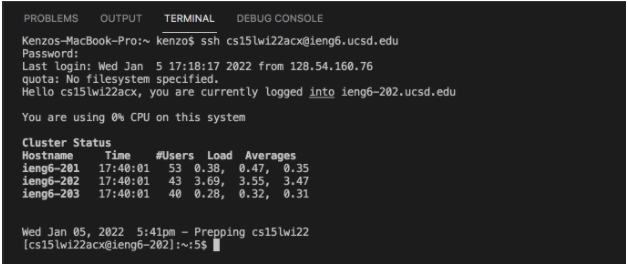 PROBLEMS OUTPUT TERMINAL DEBUG CONSOLE
Kenzos-MacBook-Pro:~ kenzo$ ssh cs15lwi22acx@ieng6.ucsd.edu
Password:
Last login: Wed Jan  5 17:18:17 2022 from 128.54.160.76
quota: No filesystem specified.
Hello cs15lwi22acx, you are currently logged into ieng6-202.ucsd.edu
You are using 0% CPU on this system
Cluster Status
Hostname     Time    #Users  Load  Averages
ieng6-201   17:40:01   53  0.38,  0.47,  0.35
ieng6-202   17:40:01   43  3.69,  3.55,  3.47
ieng6-203   17:40:01   40  0.28,  0.32,  0.31
Wed Jan 05, 2022  5:41pm - Prepping cs15lwi22
[cs15lwi22acx@ieng6-202]:~:5$